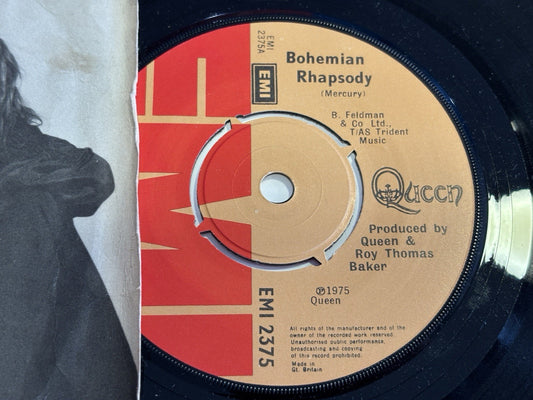 EMI
2375A
EMI
Bohemian
Rhapsody
(Mercury)
B. Feldman
& Co Ltd.,
T/AS Trident
Music
Queen
Produced by
Queen &
Roy Thomas
Baker
℗1975
Queen
EMI 2375
All rights of the manufacturer and of the
owner of the recorded work reserved.
Unauthorised public performance,
broadcasting and copying
of this record prohibited.
Made in
Gt. Britain